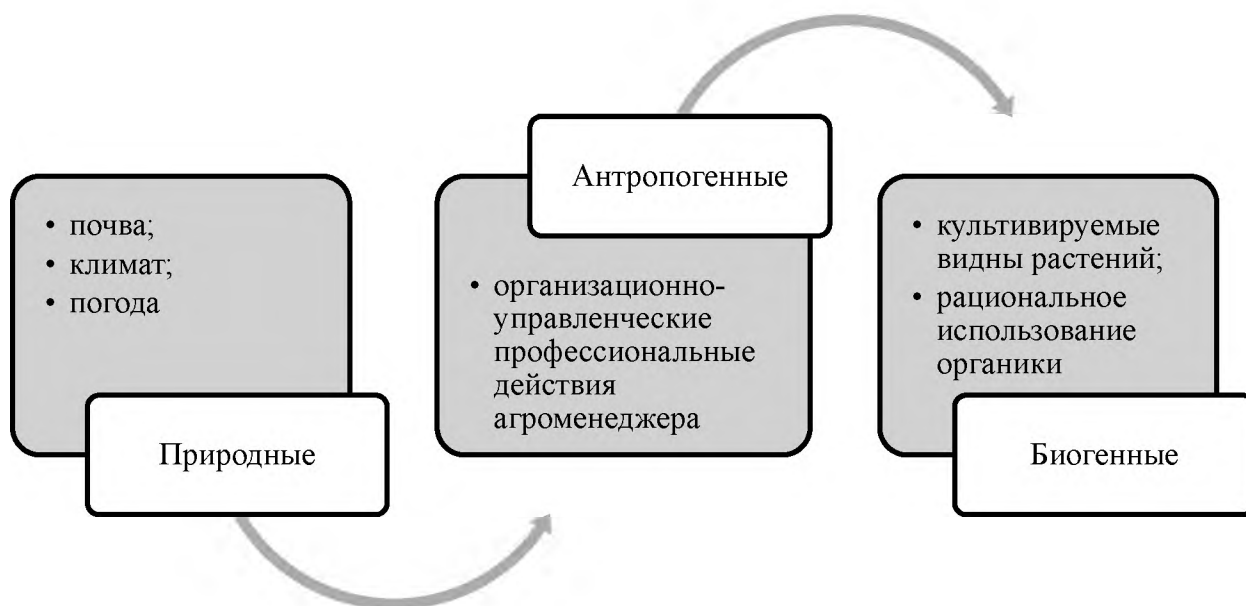 • почва;
• климат;
• погода
Природные
Антропогенные
• организационно-
управленческие
профессиональные
действия
агроменеджера
• культивируемые
видны растений;
• рациональное
использование
органики
Биогенные